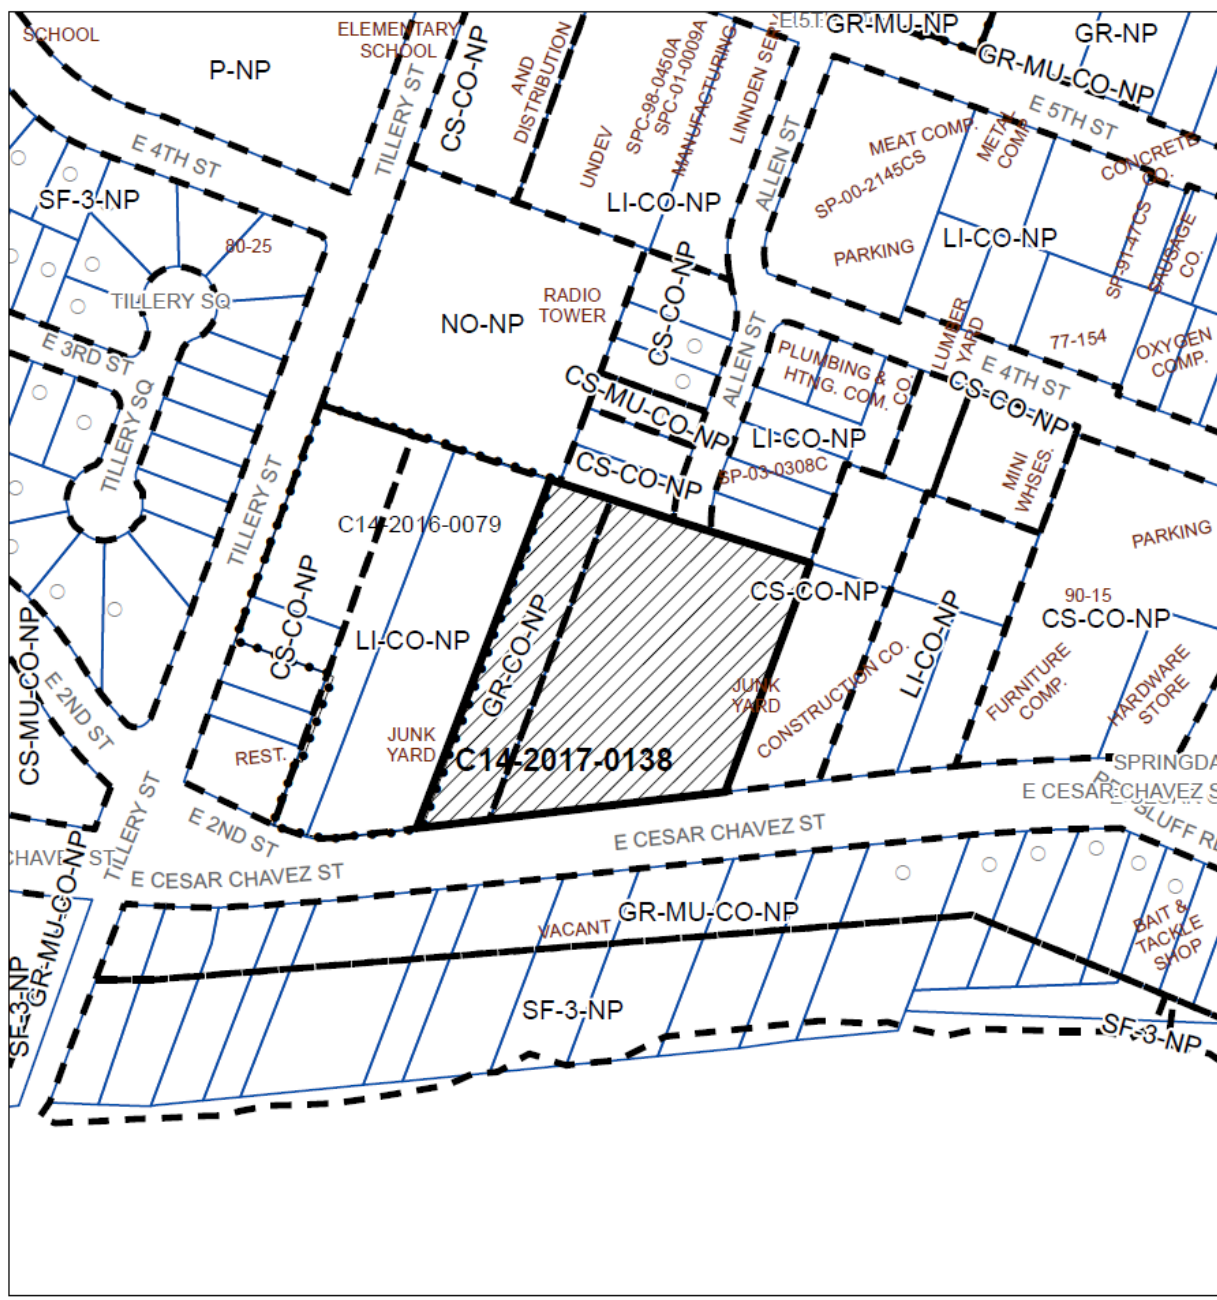 SCHOOL
P-NP
ELEMENTARY
SCHOOL
TILLERY ST
CS-CO-NP
AND
DISTRIBUTION
UNDEV
SPC-98-0450A
SPC-01-0009A
MANUFACTURING
LINNDEN SERV
GR-MU-NP
GR-NP
GR-MU-CO-NP
E 5TH ST
E 4TH ST
SF-3-NP
80-25
TILLERY SQ
E 3RD ST
TILLERY SQ
TILLERY ST
NO-NP
RADIO
TOWER
LI-CO-NP
ALLEN ST
MEAT COMP.
SP-00-2145CS
METAL
COMP
PARKING
LI-CO-NP
CONCRETE
CO.
SP-91-47CS
SAUSAGE
CO.
CS-CO-NP
ALLEN ST
PLUMBING &
HTNG. COM. CO.
LUMBER
YARD
77-154
OXYGEN
COMP.
E 4TH ST
CS-CO-NP
CS-MU-CO-NP
LI-CO-NP
CS-CO-NP
SP-03-0308C
MINI
WHSES.
PARKING
C14-2016-0079
CS-CO-NP
LI-CO-NP
GR-CO-NP
CS-CO-NP
LI-CO-NP
90-15
CS-CO-NP
CS-MU-CO-NP
E 2ND ST
JUNK
YARD
JUNK
YARD
CONSTRUCTION CO.
FURNITURE
COMP.
HARDWARE
STORE
REST.
C14-2017-0138
SPRINGDA
E CESAR CHAVEZ S
BLUFF
TILLERY ST
E 2ND ST
E CESAR CHAVEZ ST
CHAVEZ ST
E CESAR CHAVEZ ST
GR-MU-CO-NP
GR-MU-CO-NP
VACANT
BAIT &
TACKLE
SHOP
SF-3-NP
SF-3-NP
SF-3-NP